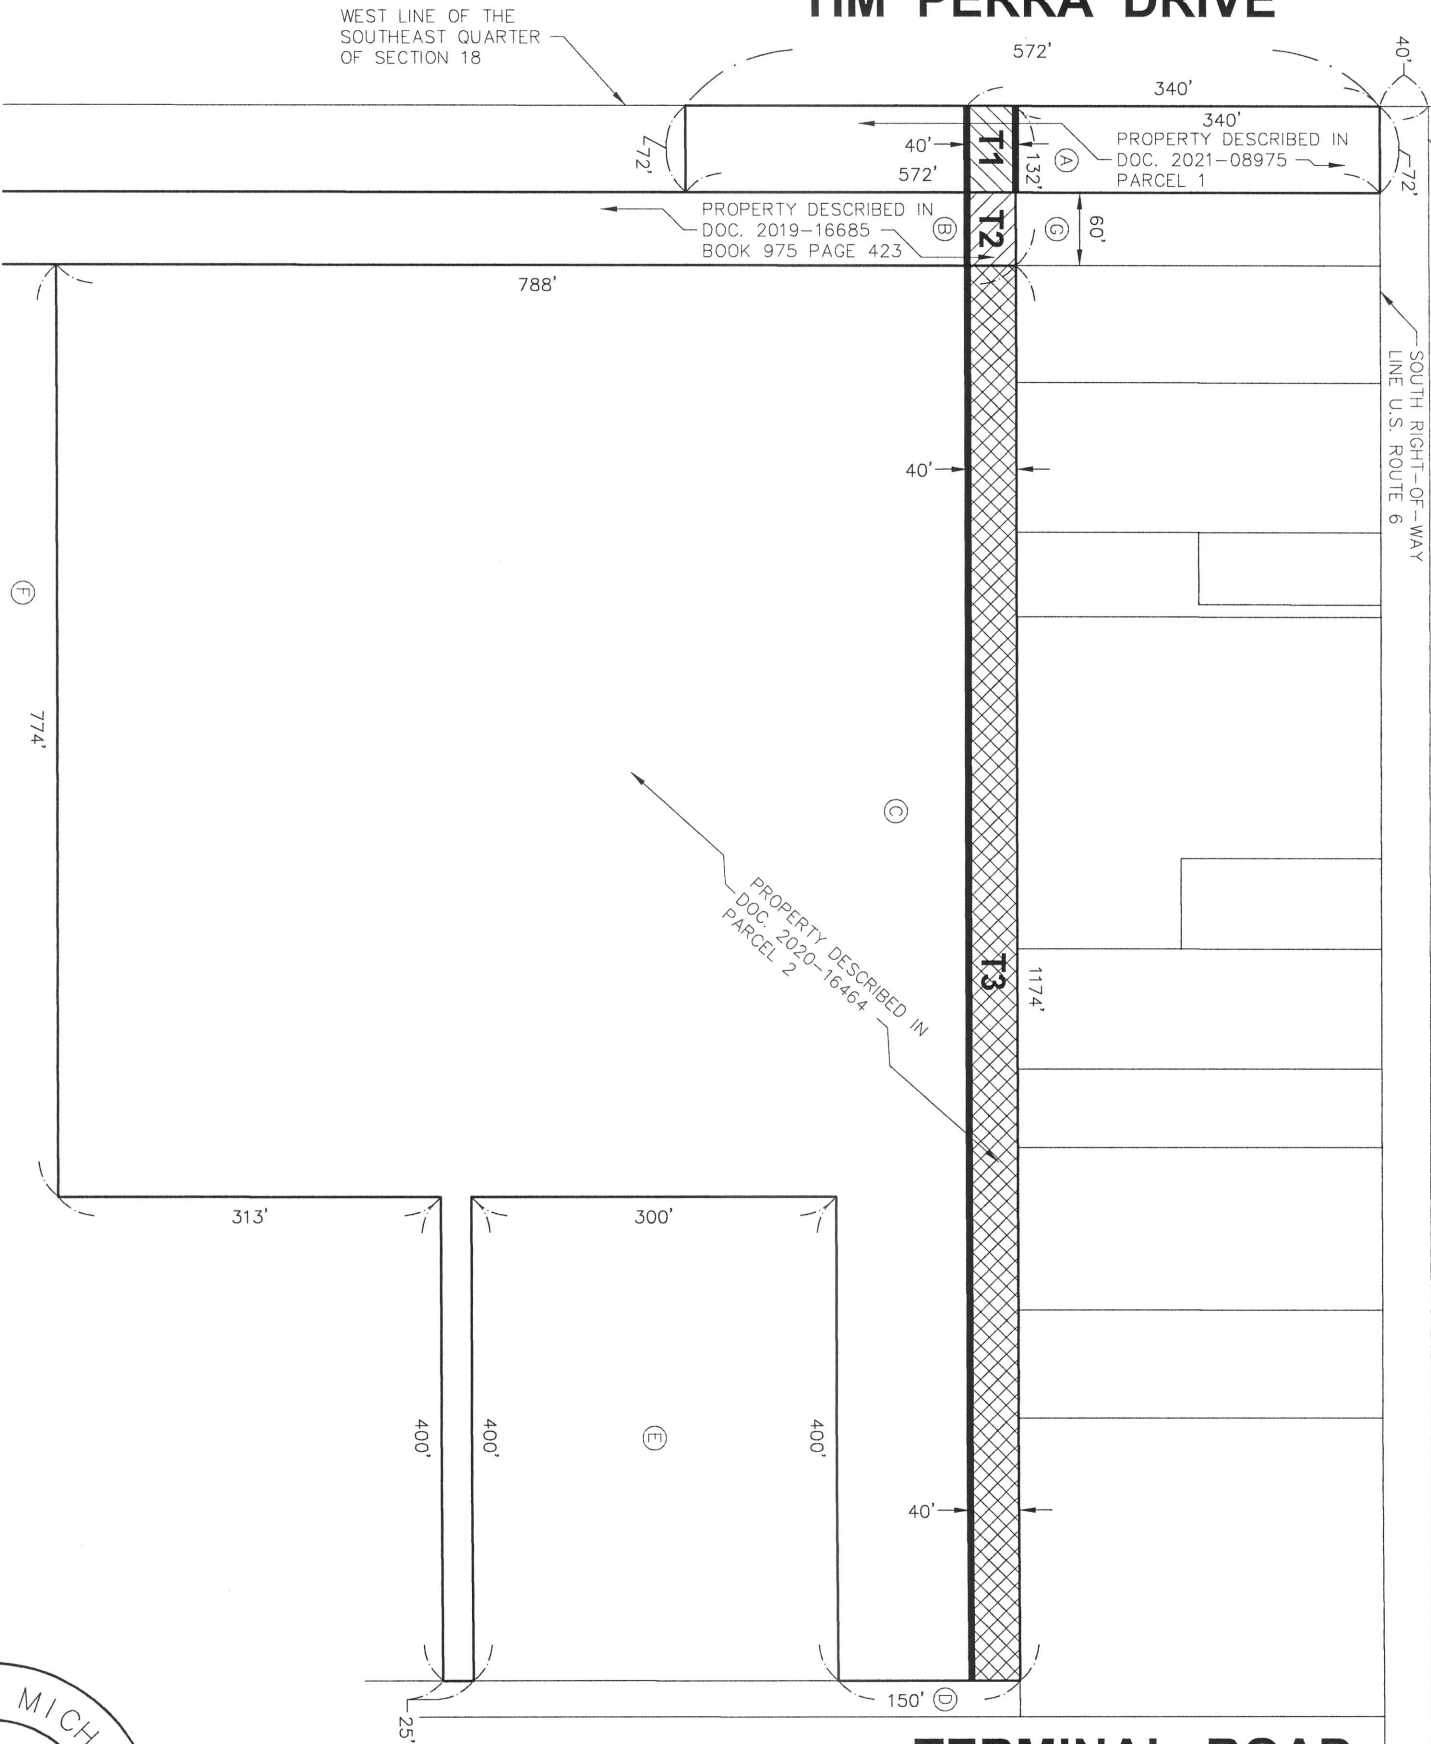 TIM PERRA DRIVE
WEST LINE OF THE
SOUTHEAST QUARTER
OF SECTION 18
572'
40'
340'
340'
PROPERTY DESCRIBED IN
DOC. 2021-08975
PARCEL 1
72'
72'
40'
T1
132'
A
572'
PROPERTY DESCRIBED IN
DOC. 2019-16685
BOOK 975 PAGE 423
B
T2
G
60'
788'
SOUTH RIGHT-OF-WAY
LINE U.S. ROUTE 6
40'
F
774'
C
PROPERTY DESCRIBED IN
DOC. 2020-16464
PARCEL 2
T3
1174'
313'
300'
400'
400'
E
400'
40'
150'
D
25'
MICH
TERMINAL ROAD